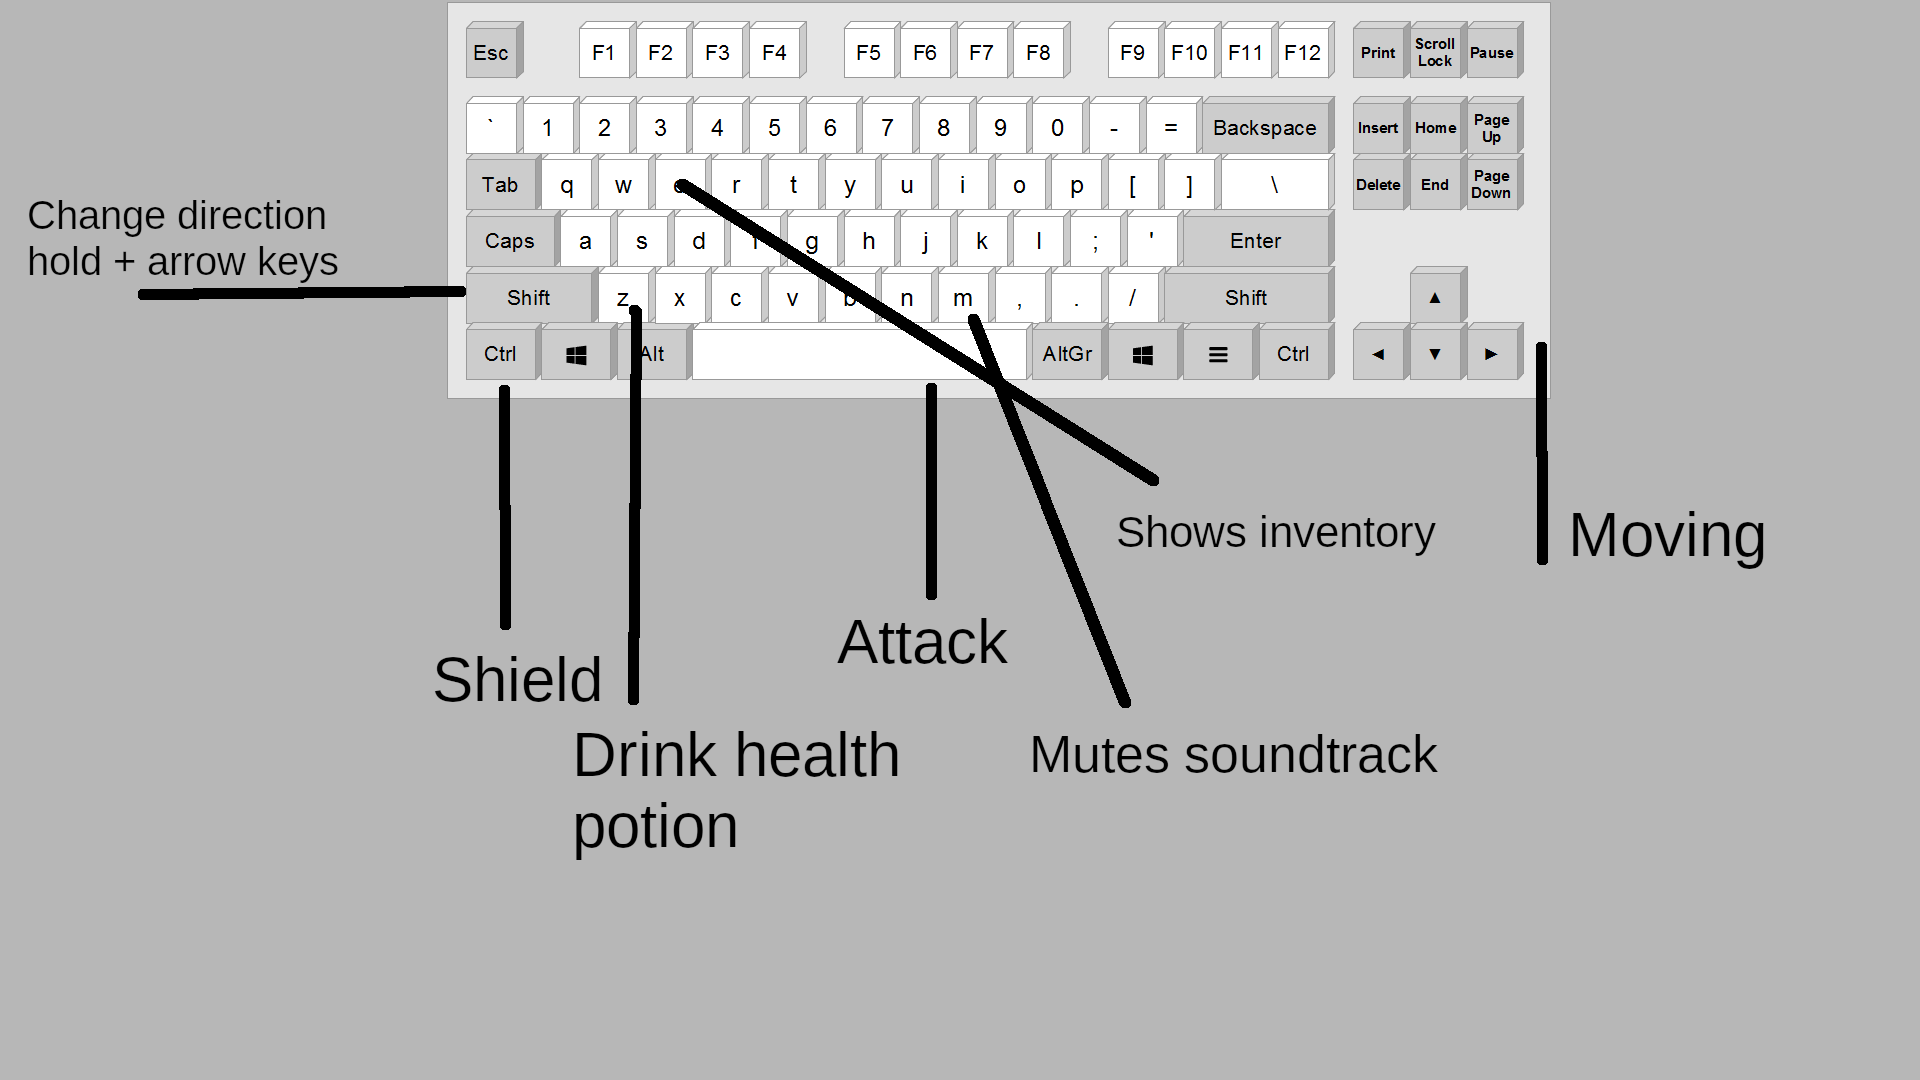 Esc F1 F2 F3 F4 F5 F6 F7 F8 F9 F10 F11 F12 Print Scroll Lock Pause
` 1 2 3 4 5 6 7 8 9 0 - = Backspace Insert Home Page Up
Tab q w e r t y u i o p [ ] \ Delete End Page Down
Caps a s d f g h j k l ; ' Enter
Shift z x c v b n m , . / Shift ▲
Ctrl Alt AltGr Ctrl ◄ ▼ ►
Change direction
hold + arrow keys
Shows inventory
Moving
Attack
Shield
Drink health
potion
Mutes soundtrack